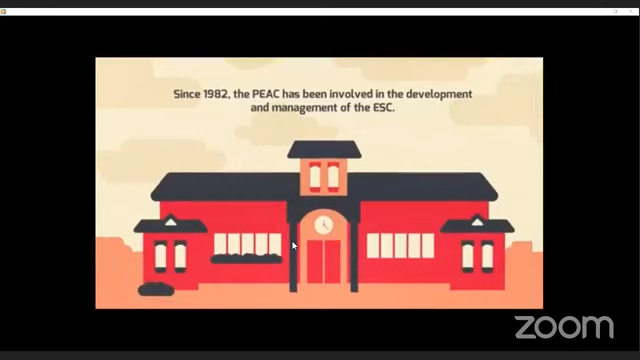 Since 1982, the PEAC has been involved in the development
and management of the ESC.
zoom